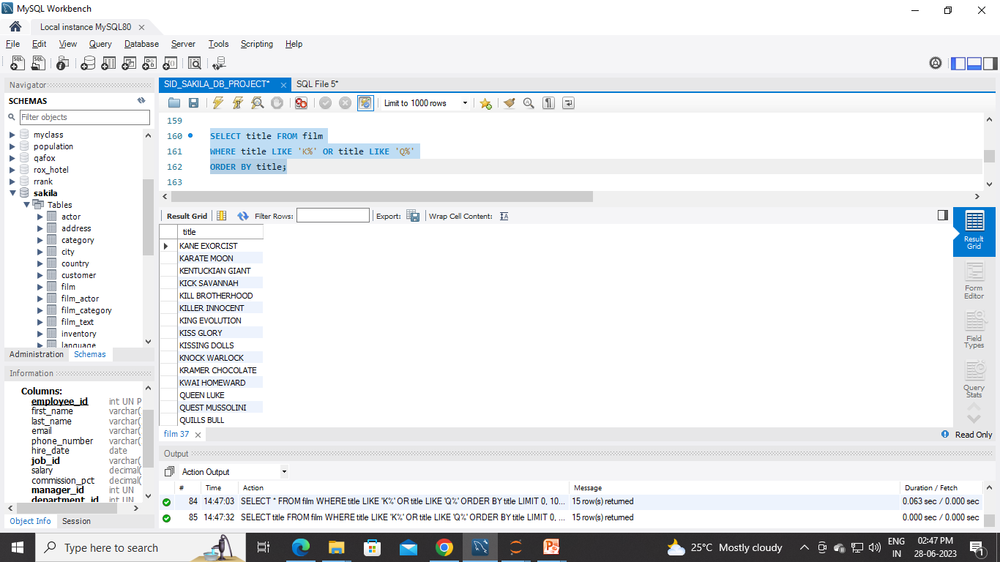 MySQL Workbench
Local instance MySQL80
File Edit View Query Database Server Tools Scripting Help
Navigator
SCHEMAS
Filter objects
myclass
population
qafox
rox_hotel
rrank
sakila
Tables
actor
address
category
city
country
customer
film
film_actor
film_category
film_text
inventory
language
Administration Schemas
Information
Columns:
employee_id int UN P
first_name varchar(
last_name varchar(
email varchar(
phone_number varchar(
hire_date date
job_id varchar(
salary decimal(
commission_pct decimal(
manager_id int UN
department_id int UN
Object Info Session
SID_SAKILA_DB_PROJECT* SQL File 5*
Limit to 1000 rows
159
160 SELECT title FROM film
161 WHERE title LIKE 'K%' OR title LIKE 'Q%'
162 ORDER BY title;
163
Result Grid Filter Rows: Export: Wrap Cell Content:
title
KANE EXORCIST
KARATE MOON
KENTUCKIAN GIANT
KICK SAVANNAH
KILL BROTHERHOOD
KILLER INNOCENT
KING EVOLUTION
KISS GLORY
KISSING DOLLS
KNOCK WARLOCK
KRAMER CHOCOLATE
KWAI HOMEWARD
QUEEN LUKE
QUEST MUSSOLINI
QUILLS BULL
Result
Grid
Form
Editor
Field
Types
Query
Stats
film 37 Read Only
Output
Action Output
# Time Action Message Duration / Fetch
84 14:47:03 SELECT * FROM film WHERE title LIKE 'K%' OR title LIKE 'Q%' ORDER BY title LIMIT 0, 10... 15 row(s) returned 0.063 sec / 0.000 sec
85 14:47:32 SELECT title FROM film WHERE title LIKE 'K%' OR title LIKE 'Q%' ORDER BY title LIMIT 0, ... 15 row(s) returned 0.000 sec / 0.000 sec
Type here to search
25°C Mostly cloudy
ENG
IN
02:47 PM
28-06-2023
1